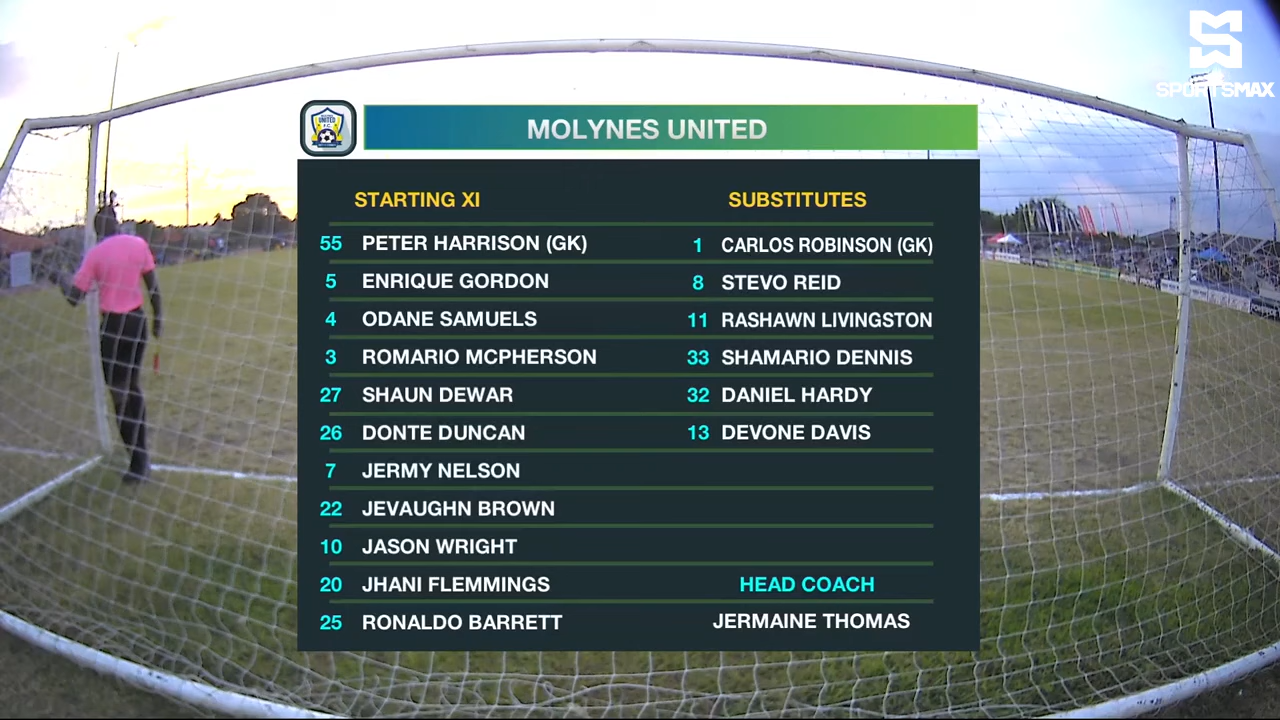 SPORTSMAX
UNITED
MOLYNES UNITED
STARTING XI
55 PETER HARRISON (GK)
5 ENRIQUE GORDON
4 ODANE SAMUELS
3 ROMARIO MCPHERSON
27 SHAUN DEWAR
26 DONTE DUNCAN
7 JERMY NELSON
22 JEVAUGHN BROWN
10 JASON WRIGHT
20 JHANI FLEMMINGS
25 RONALDO BARRETT
SUBSTITUTES
1 CARLOS ROBINSON (GK)
8 STEVO REID
11 RASHAWN LIVINGSTON
33 SHAMARIO DENNIS
32 DANIEL HARDY
13 DEVONE DAVIS
HEAD COACH
JERMAINE THOMAS